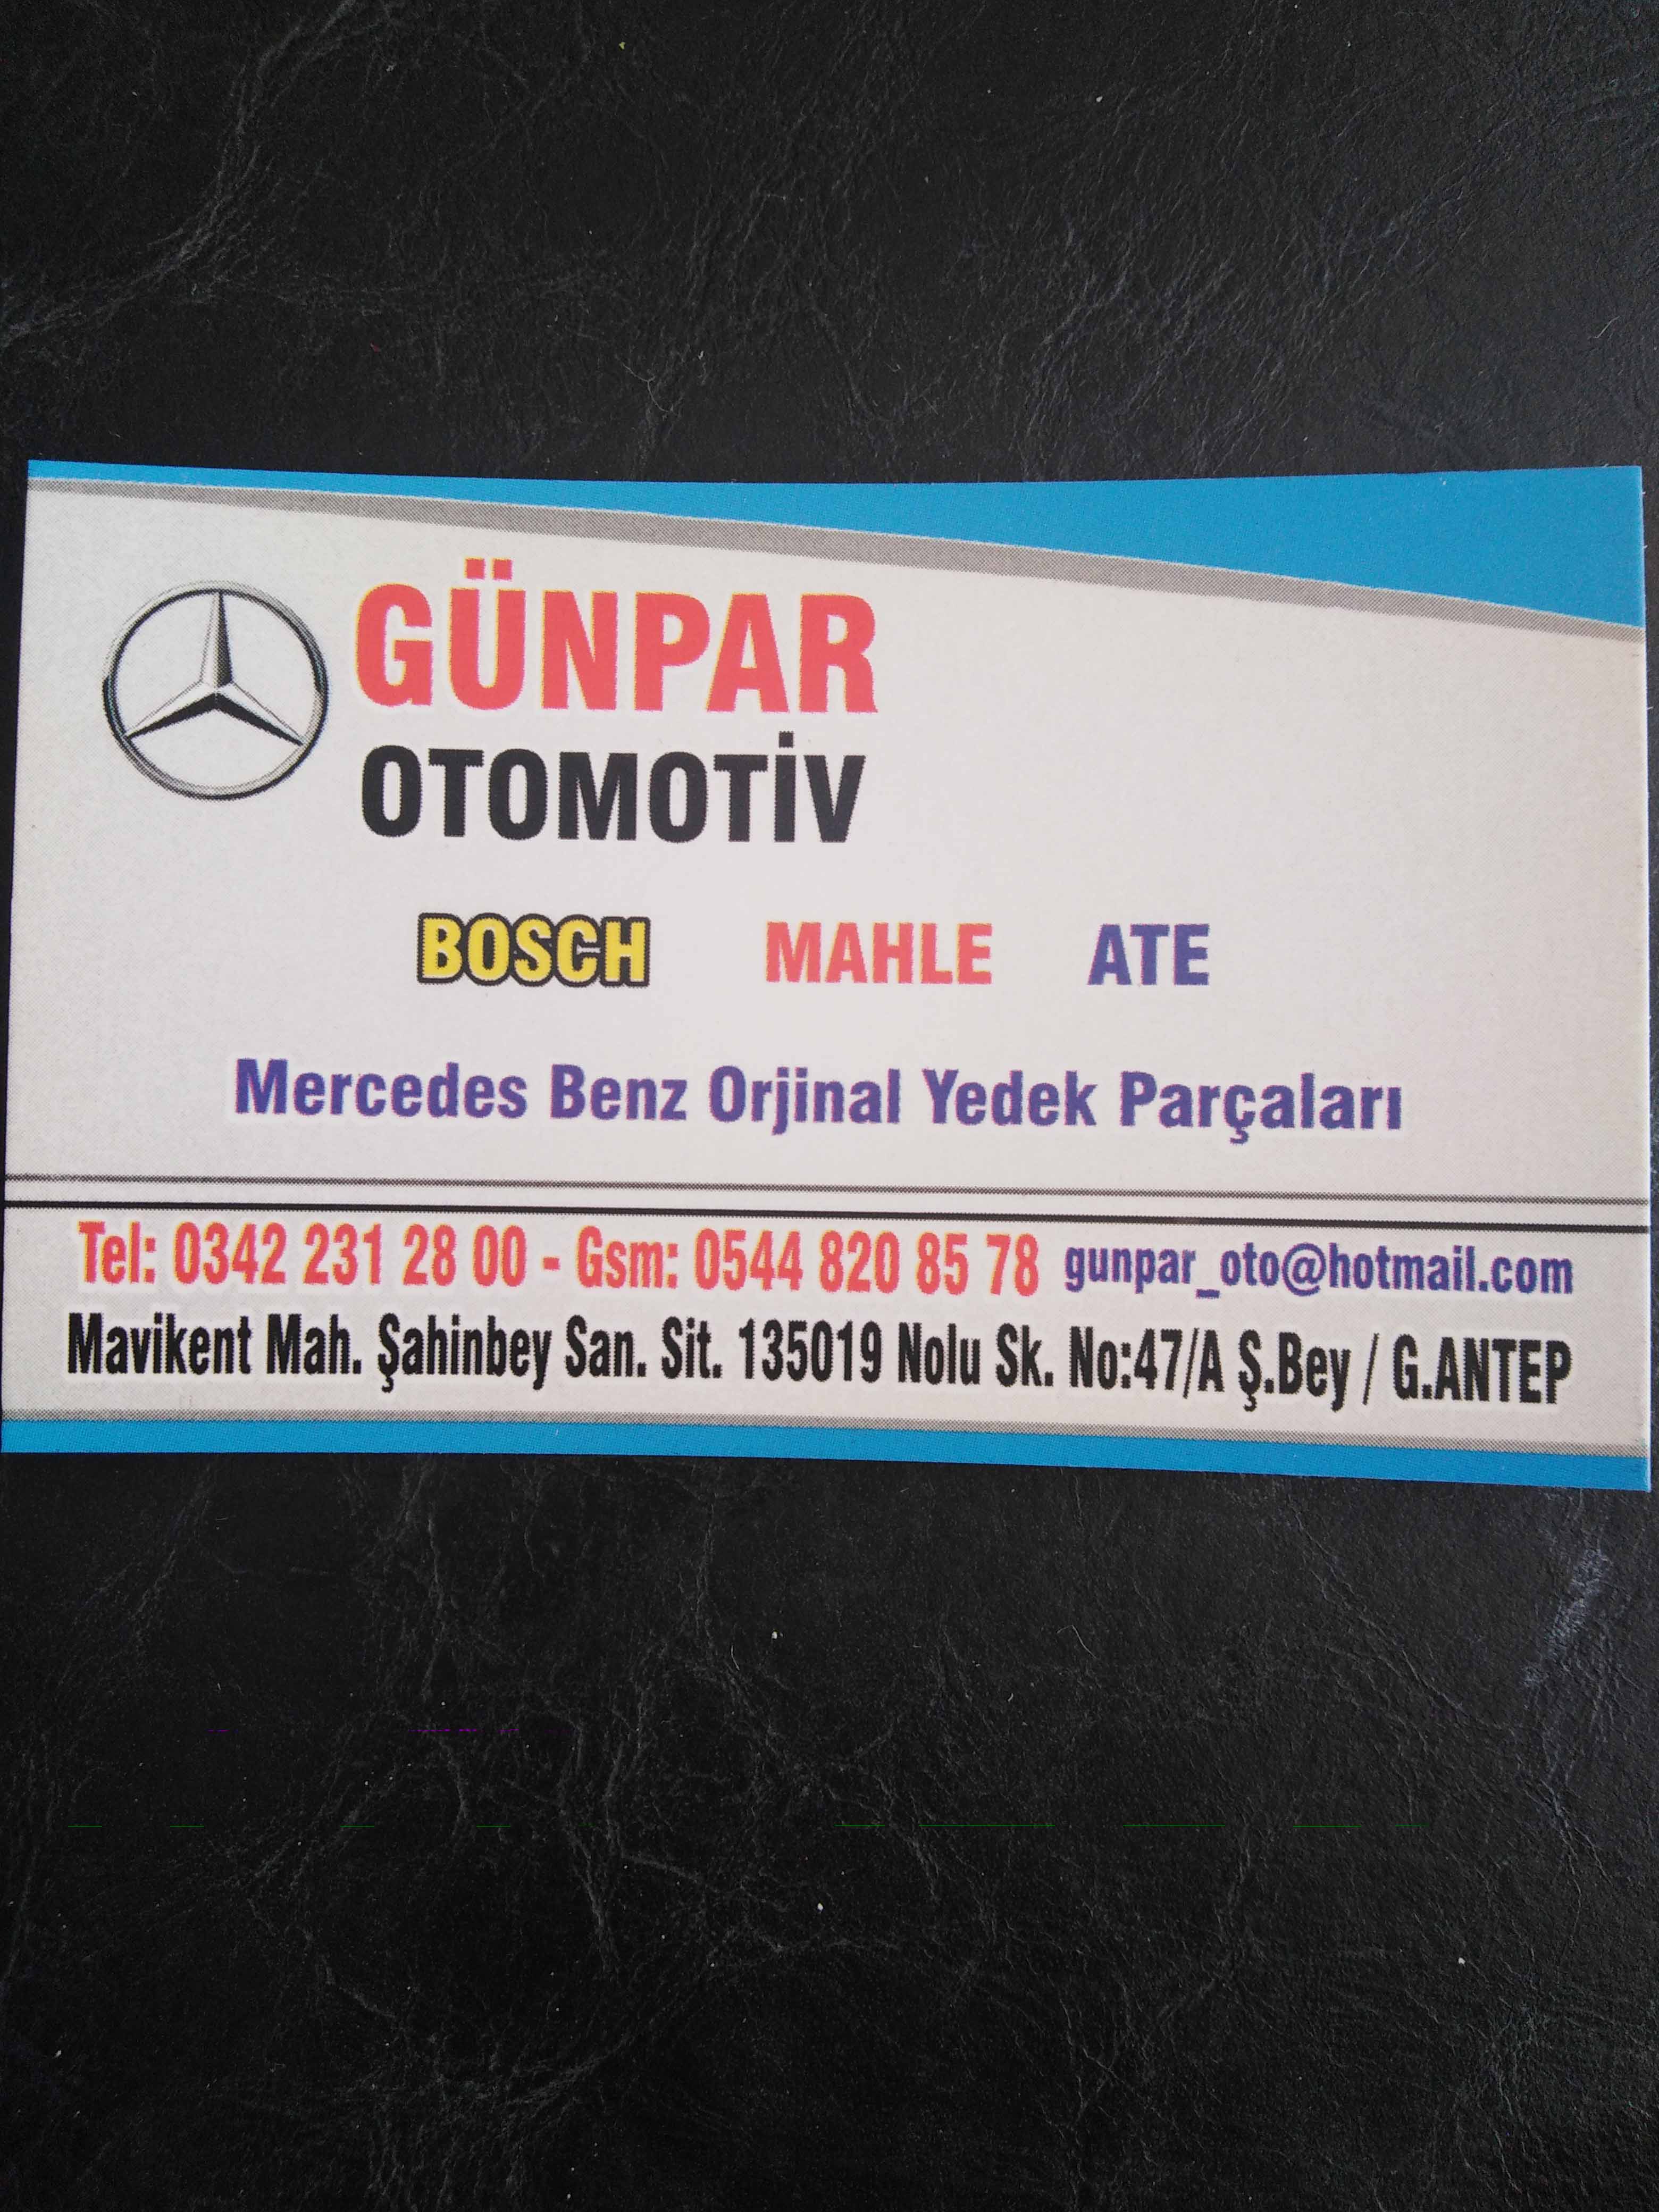 GÜNPAR
OTOMOTİV
BOSCH MAHLE ATE
Mercedes Benz Orjinal Yedek Parçaları
Tel: 0342 231 28 00 - Gsm: 0544 820 85 78 gunpar_oto@hotmail.com
Mavikent Mah. Şahinbey San. Sit. 135019 Nolu Sk. No:47/A Ş.Bey / G.ANTEP